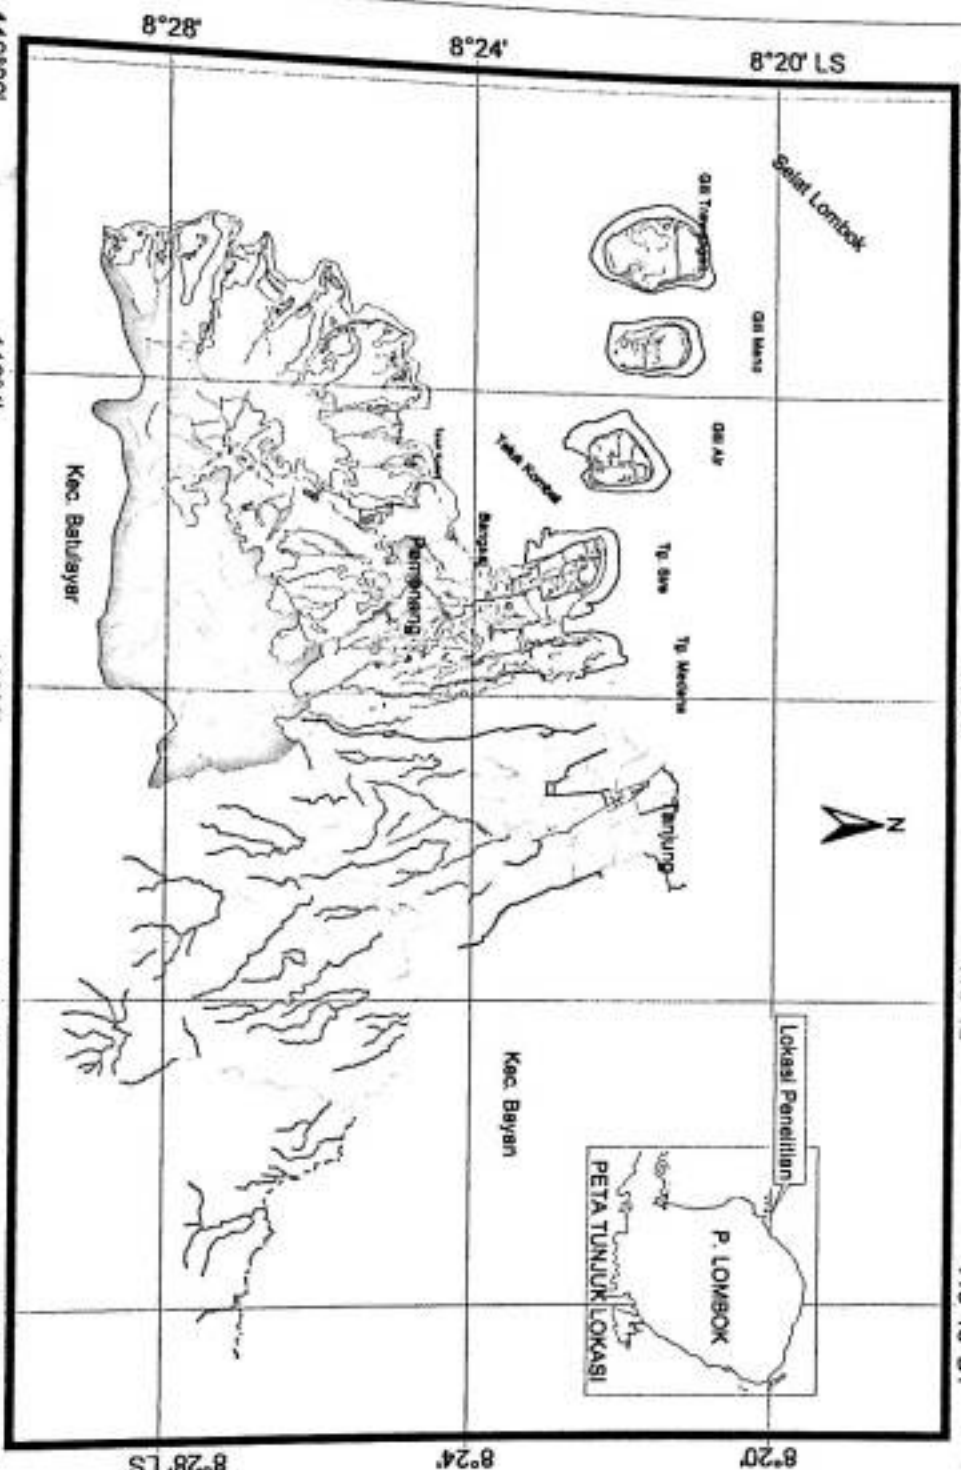 8°28'
8°24'
8°20' LS
Selat Lombok
Gili Trawangan
Gili Meno
Gili Air
Teluk Kombal
Tg. Sire
Tg. Medana
Bangsal
Pemenang
Tanjung
Kec. Batulayar
Kec. Bayan
N
Lokasi Penelitian
P. LOMBOK
PETA TUNJUK LOKASI
8°28' LS
8°24'
8°20'